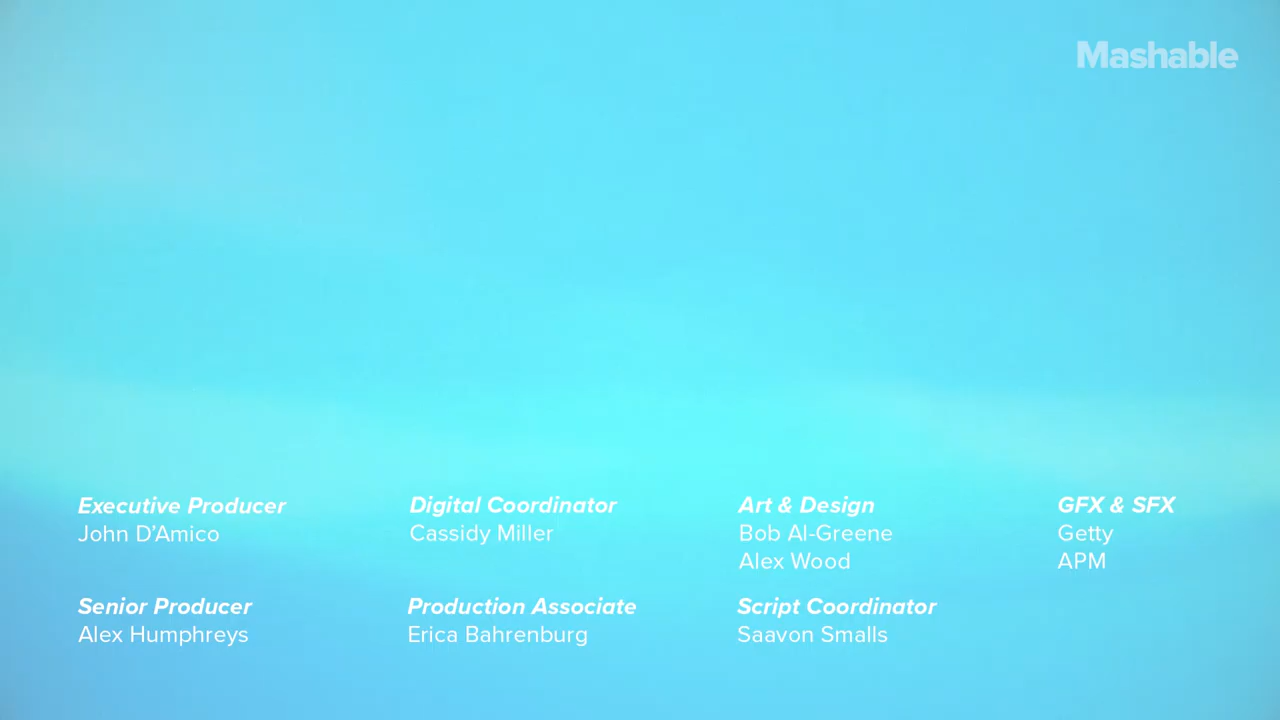 Mashable
Executive Producer
John D'Amico
Digital Coordinator
Cassidy Miller
Art & Design
Bob Al-Greene
Alex Wood
GFX & SFX
Getty
APM
Senior Producer
Alex Humphreys
Production Associate
Erica Bahrenburg
Script Coordinator
Saavon Smalls